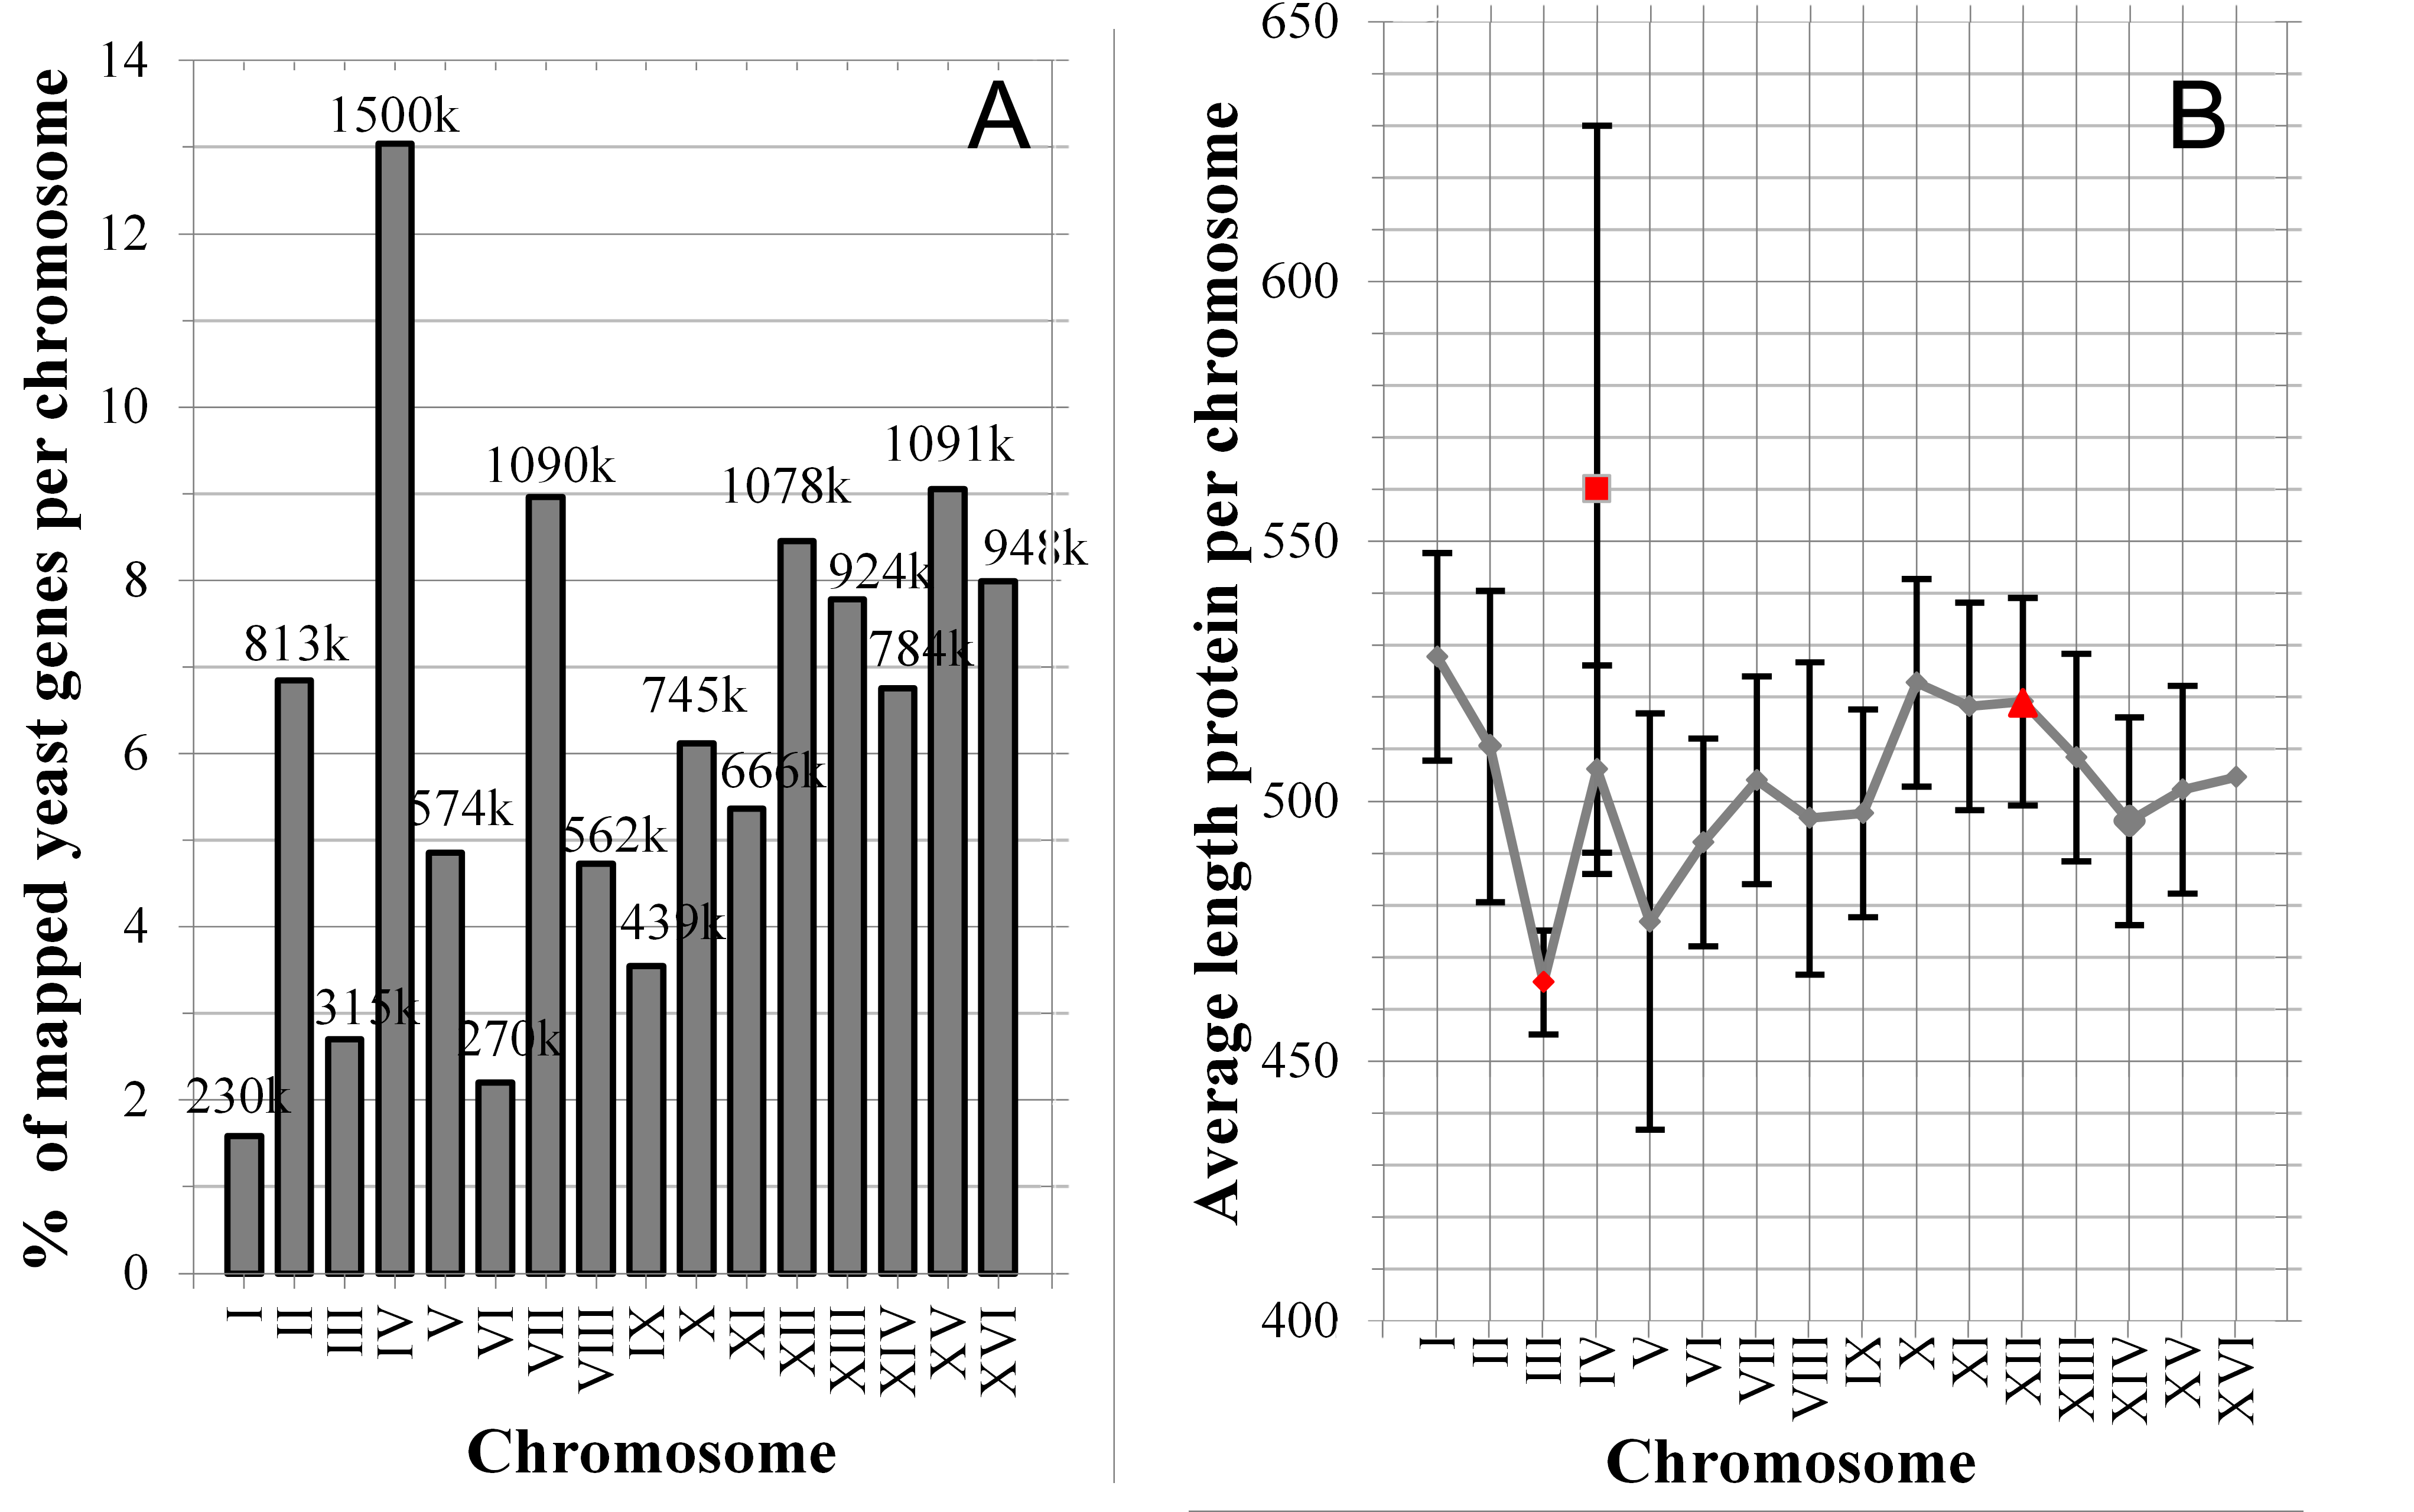 % of mapped yeast genes per chromosome
14
12
10
8
6
4
2
0
A
1500k
1091k
1090k
1078k
948k
924k
813k
784k
745k
666k
574k
562k
439k
315k
270k
230k
I
II
III
IV
V
VI
VII
VIII
IX
X
XI
XII
XIII
XIV
XV
XVI
Chromosome
Average length protein per chromosome
650
600
550
500
450
400
B
I
II
III
IV
V
VI
VII
VIII
IX
X
XI
XII
XIII
XIV
XV
XVI
Chromosome